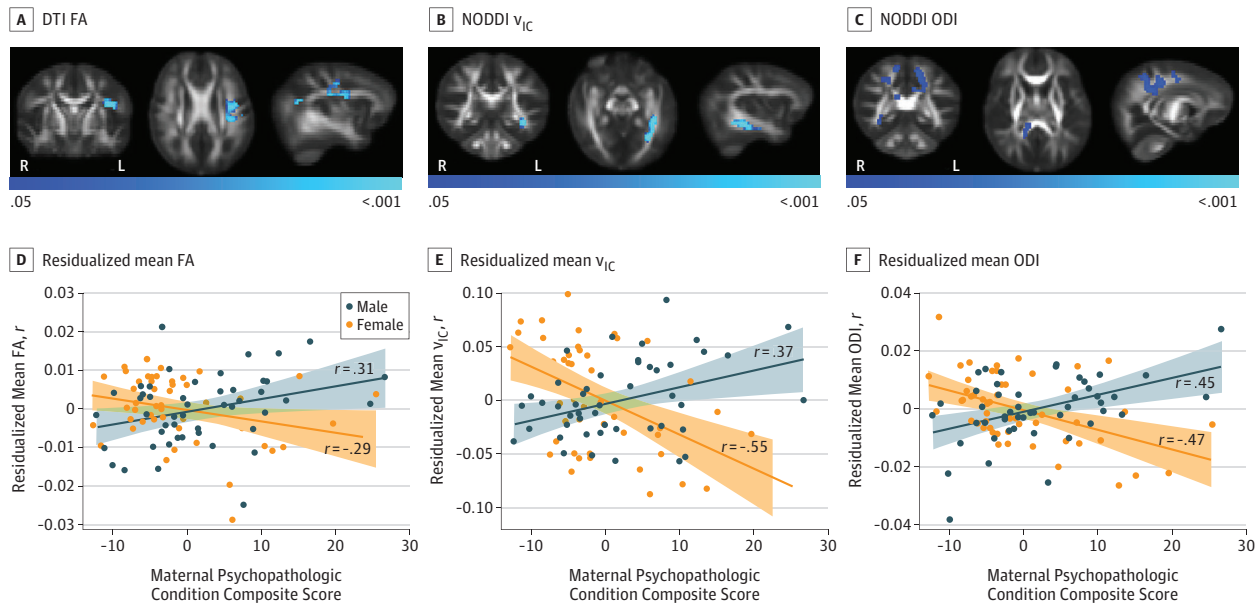 A DTI FA
R
L
.05
<.001
B NODDI νIC
R
L
.05
<.001
C NODDI ODI
R
L
.05
<.001
D Residualized mean FA
Residualized Mean FA, r
0.03
0.02
0.01
0
−0.01
−0.02
−0.03
−10
0
10
20
30
Male
Female
r=.31
r=-.29
Maternal Psychopathologic
Condition Composite Score
E Residualized mean νIC
Residualized Mean νIC, r
0.10
0.05
0
−0.05
−0.10
−10
0
10
20
30
r=.37
r=-.55
Maternal Psychopathologic
Condition Composite Score
F Residualized mean ODI
Residualized Mean ODI, r
0.04
0.02
0
−0.02
−0.04
−10
0
10
20
30
r=.45
r=-.47
Maternal Psychopathologic
Condition Composite Score